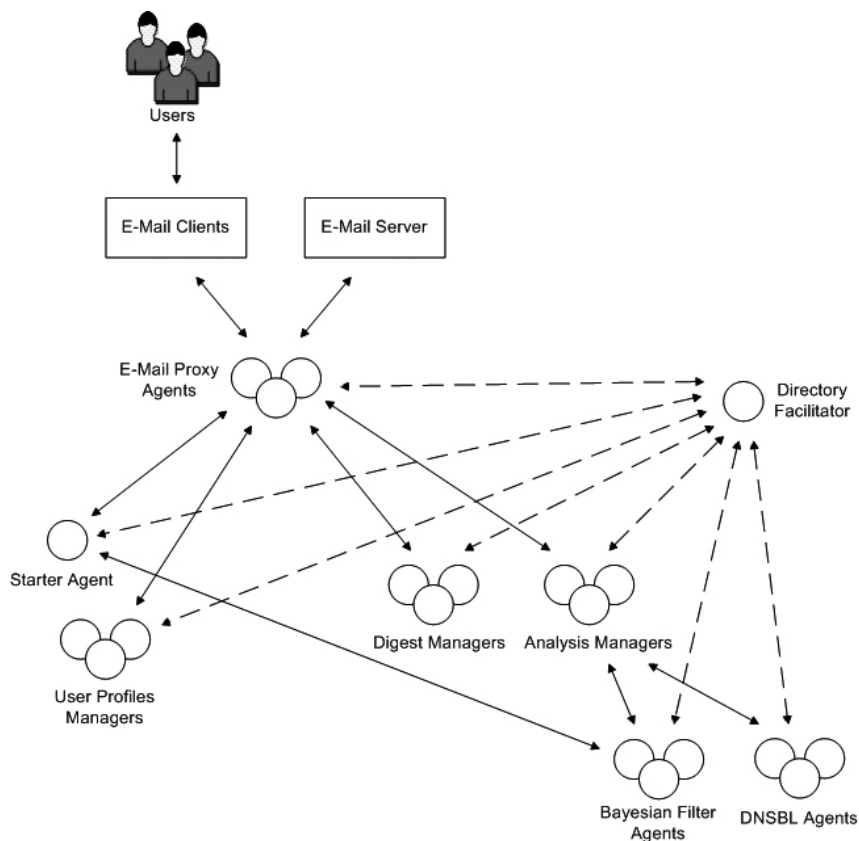 Users
E-Mail Clients
E-Mail Server
E-Mail Proxy
Agents
Directory
Facilitator
Starter Agent
Digest Managers
Analysis Managers
User Profiles
Managers
Bayesian Filter
Agents
DNSBL Agents